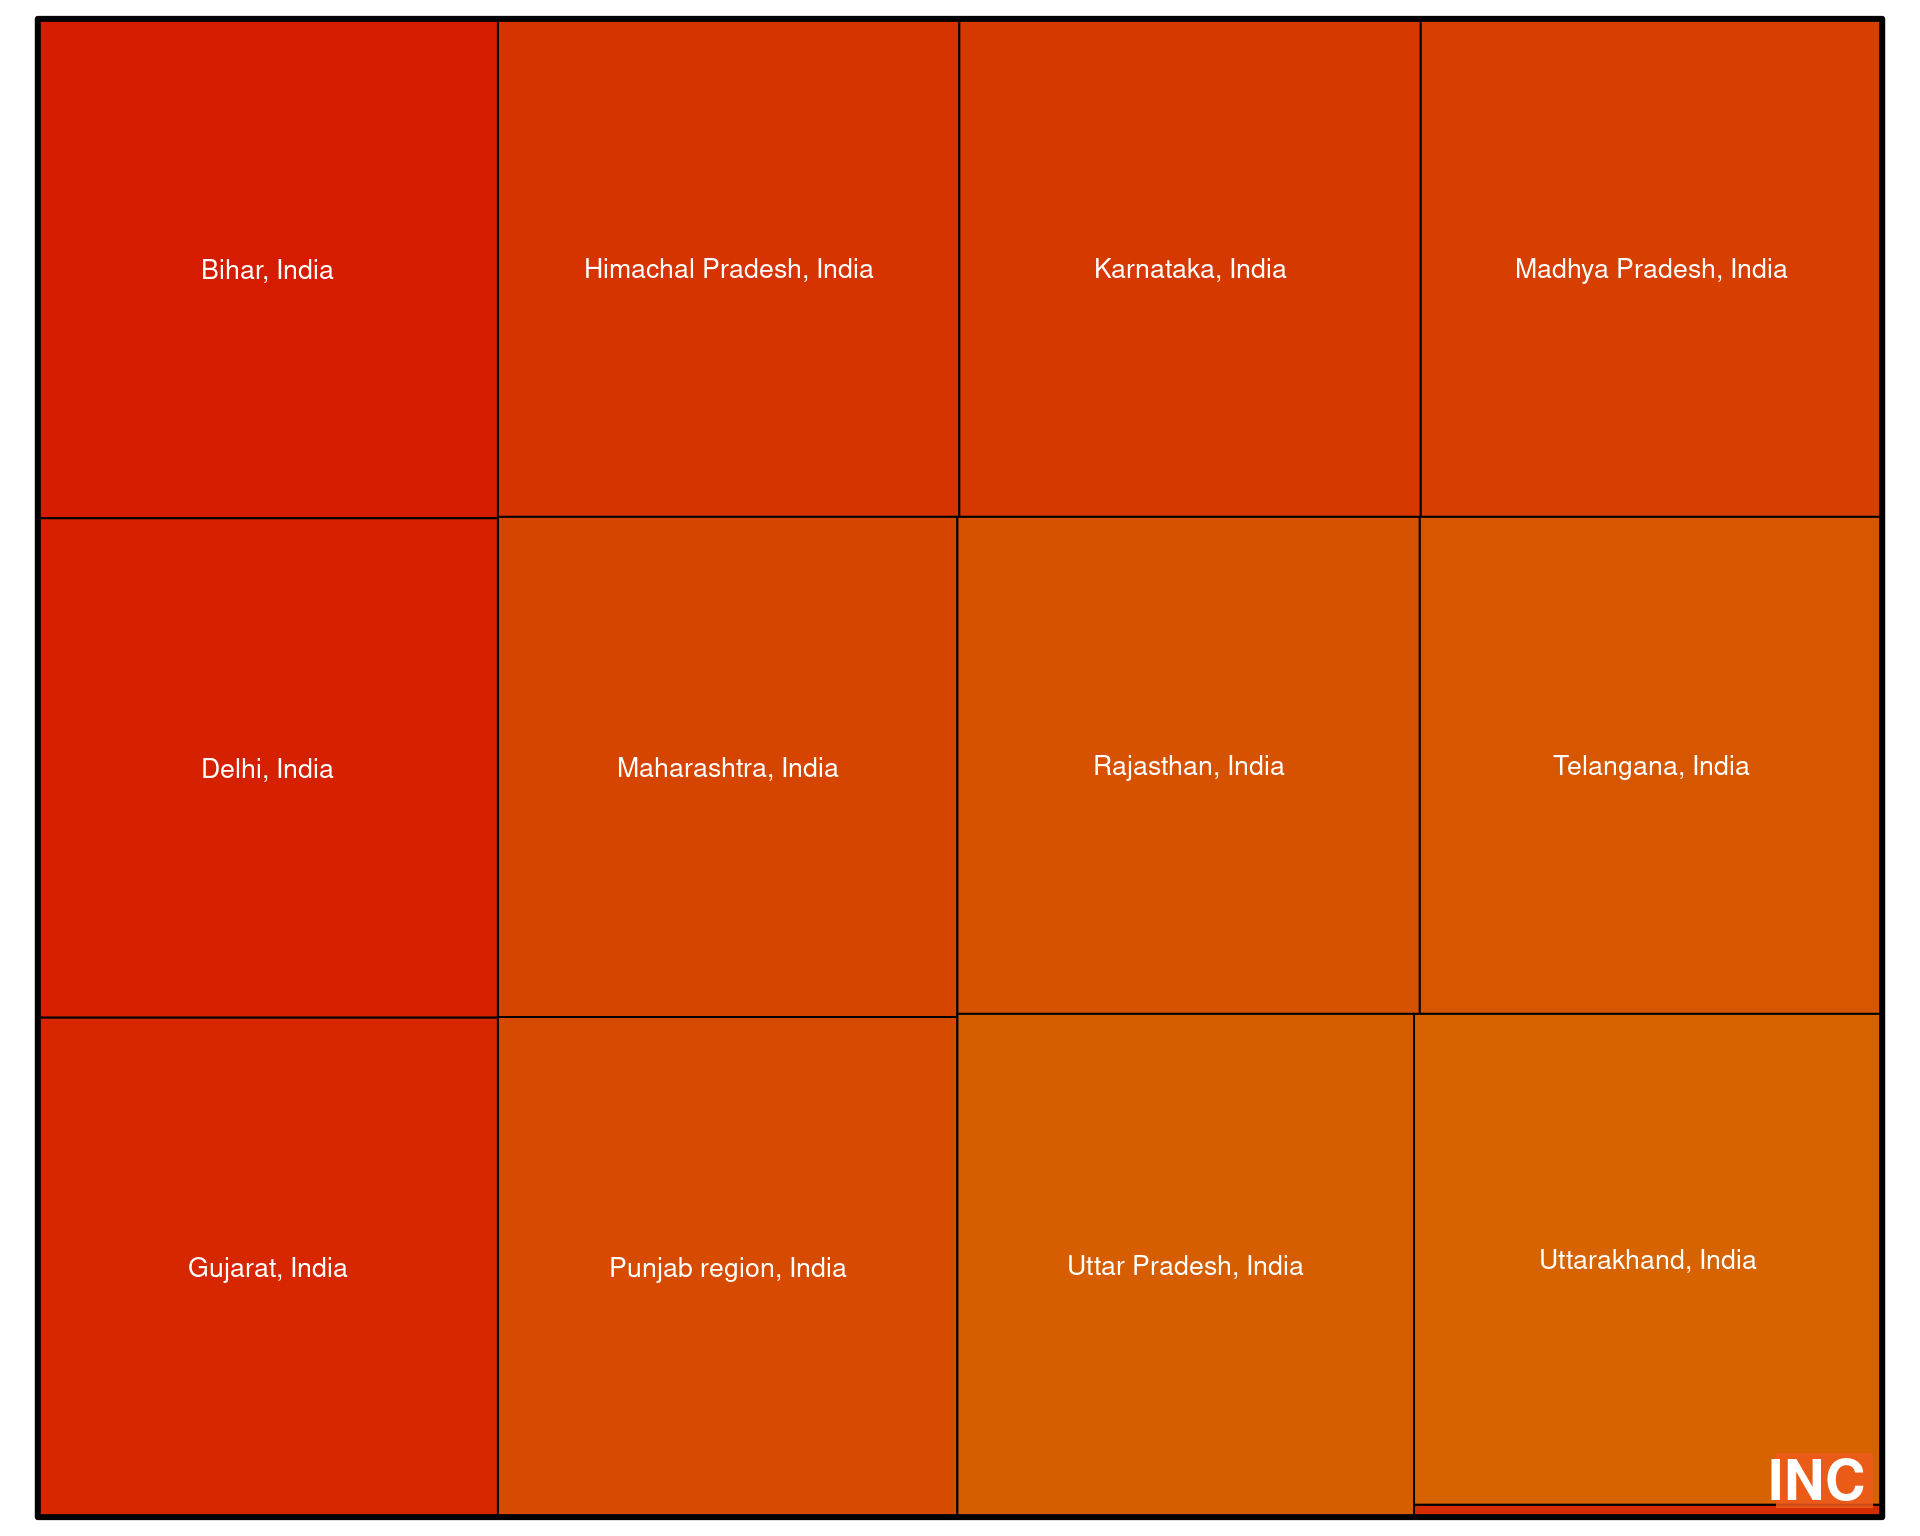 Bihar, India
Himachal Pradesh, India
Karnataka, India
Madhya Pradesh, India
Delhi, India
Maharashtra, India
Rajasthan, India
Telangana, India
Gujarat, India
Punjab region, India
Uttar Pradesh, India
Uttarakhand, India
INC